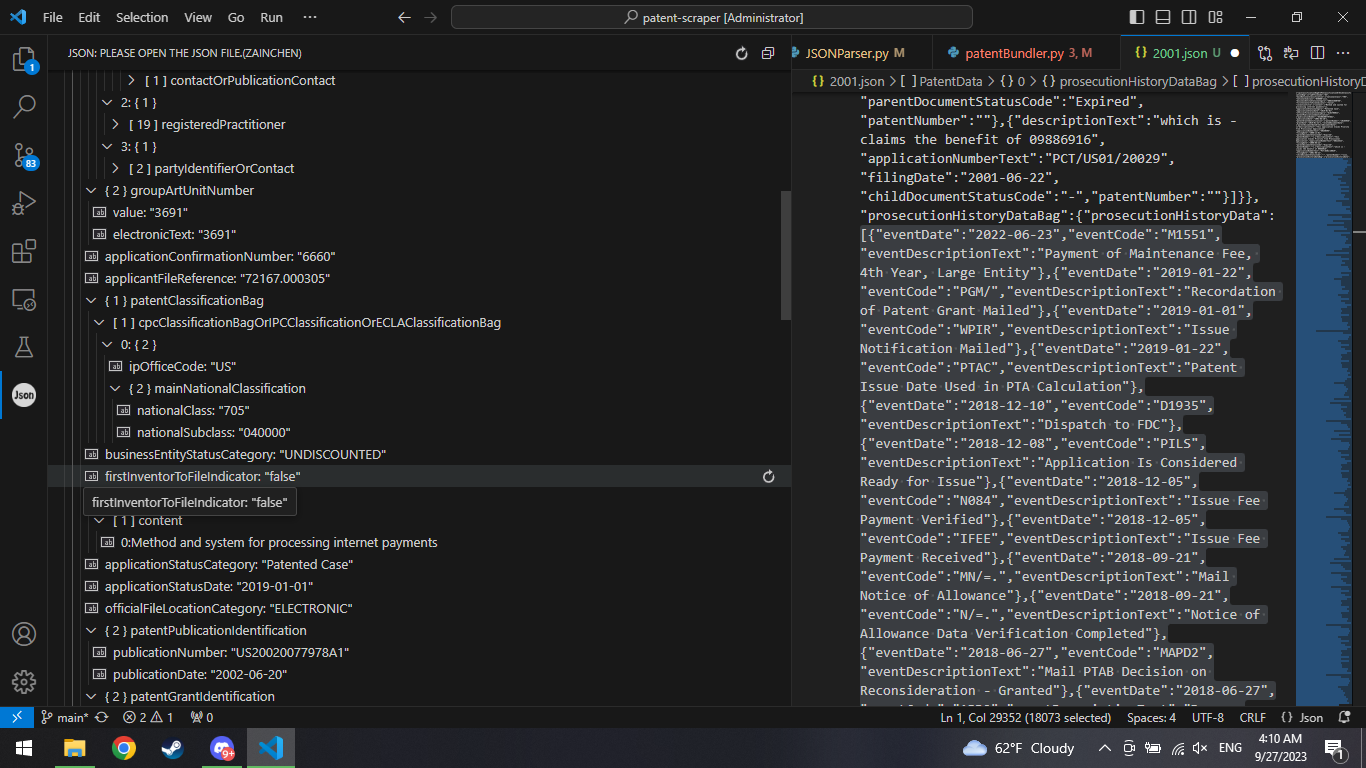 File Edit Selection View Go Run ··· patent-scraper [Administrator]
JSON: PLEASE OPEN THE JSON FILE.(ZAINCHEN)
[ 1 ] contactOrPublicationContact
2: { 1 }
[ 19 ] registeredPractitioner
3: { 1 }
[ 2 ] partyIdentifierOrContact
{ 2 } groupArtUnitNumber
value: "3691"
electronicText: "3691"
applicationConfirmationNumber: "6660"
applicantFileReference: "72167.000305"
{ 1 } patentClassificationBag
[ 1 ] cpcClassificationBagOrIPCClassificationOrECLAClassificationBag
0: { 2 }
ipOfficeCode: "US"
{ 2 } mainNationalClassification
nationalClass: "705"
nationalSubclass: "040000"
businessEntityStatusCategory: "UNDISCOUNTED"
firstInventorToFileIndicator: "false"
firstInventorToFileIndicator: "false"
[ 1 ] content
0:Method and system for processing internet payments
applicationStatusCategory: "Patented Case"
applicationStatusDate: "2019-01-01"
officialFileLocationCategory: "ELECTRONIC"
{ 2 } patentPublicationIdentification
publicationNumber: "US20020077978A1"
publicationDate: "2002-06-20"
{ 2 } patentGrantIdentification
1
83
Json
JSONParser.py M patentBundler.py 3, M {} 2001.json U
{} 2001.json > [ ] PatentData > {} 0 > {} prosecutionHistoryDataBag > [ ] prosecutionHistoryD
"parentDocumentStatusCode":"Expired",
"patentNumber":""},{"descriptionText":"which is -
claims the benefit of 09886916",
"applicationNumberText":"PCT/US01/20029",
"filingDate":"2001-06-22",
"childDocumentStatusCode":"-","patentNumber":""}]}},
"prosecutionHistoryDataBag":{"prosecutionHistoryData":
[{"eventDate":"2022-06-23","eventCode":"M1551",
"eventDescriptionText":"Payment of Maintenance Fee,
4th Year, Large Entity"},{"eventDate":"2019-01-22",
"eventCode":"PGM/","eventDescriptionText":"Recordation
of Patent Grant Mailed"},{"eventDate":"2019-01-01",
"eventCode":"WPIR","eventDescriptionText":"Issue
Notification Mailed"},{"eventDate":"2019-01-22",
"eventCode":"PTAC","eventDescriptionText":"Patent
Issue Date Used in PTA Calculation"},
{"eventDate":"2018-12-10","eventCode":"D1935",
"eventDescriptionText":"Dispatch to FDC"},
{"eventDate":"2018-12-08","eventCode":"PILS",
"eventDescriptionText":"Application Is Considered
Ready for Issue"},{"eventDate":"2018-12-05",
"eventCode":"N084","eventDescriptionText":"Issue Fee
Payment Verified"},{"eventDate":"2018-12-05",
"eventCode":"IFEE","eventDescriptionText":"Issue Fee
Payment Received"},{"eventDate":"2018-09-21",
"eventCode":"MN/=.","eventDescriptionText":"Mail
Notice of Allowance"},{"eventDate":"2018-09-21",
"eventCode":"N/=.","eventDescriptionText":"Notice of
Allowance Data Verification Completed"},
{"eventDate":"2018-06-27","eventCode":"MAPD2",
"eventDescriptionText":"Mail PTAB Decision on
Reconsideration - Granted"},{"eventDate":"2018-06-27",
main* 2 1 0 Ln 1, Col 29352 (18073 selected) Spaces: 4 UTF-8 CRLF {} Json
9+ 62°F Cloudy ENG 4:10 AM
9/27/2023 1